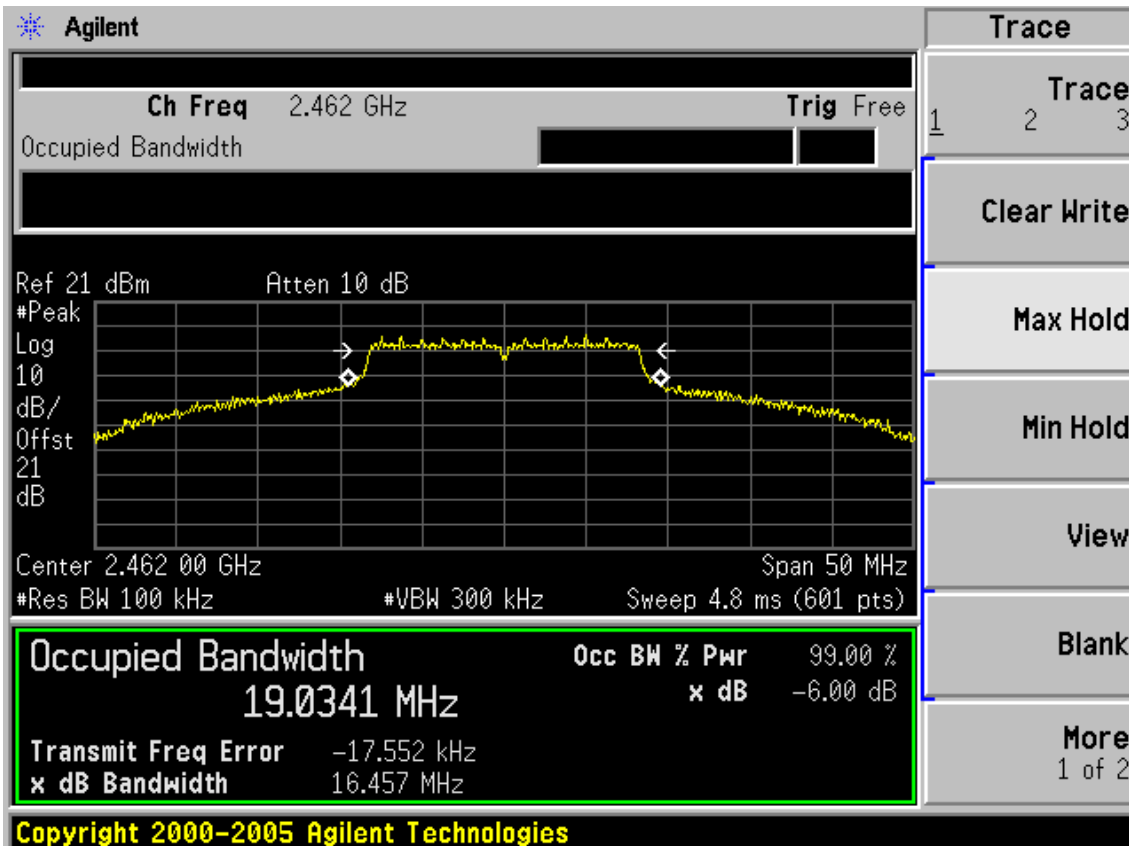 Agilent
Trace
Ch Freq 2.462 GHz Trig Free
Occupied Bandwidth
Trace
1 2 3
Clear Write
Max Hold
Min Hold
View
Blank
More
1 of 2
Ref 21 dBm Atten 10 dB
#Peak
Log
10
dB/
Offst
21
dB
Center 2.462 00 GHz Span 50 MHz
#Res BW 100 kHz #VBW 300 kHz Sweep 4.8 ms (601 pts)
Occupied Bandwidth Occ BW % Pwr 99.00 %
19.0341 MHz x dB -6.00 dB
Transmit Freq Error -17.552 kHz
x dB Bandwidth 16.457 MHz
Copyright 2000-2005 Agilent Technologies